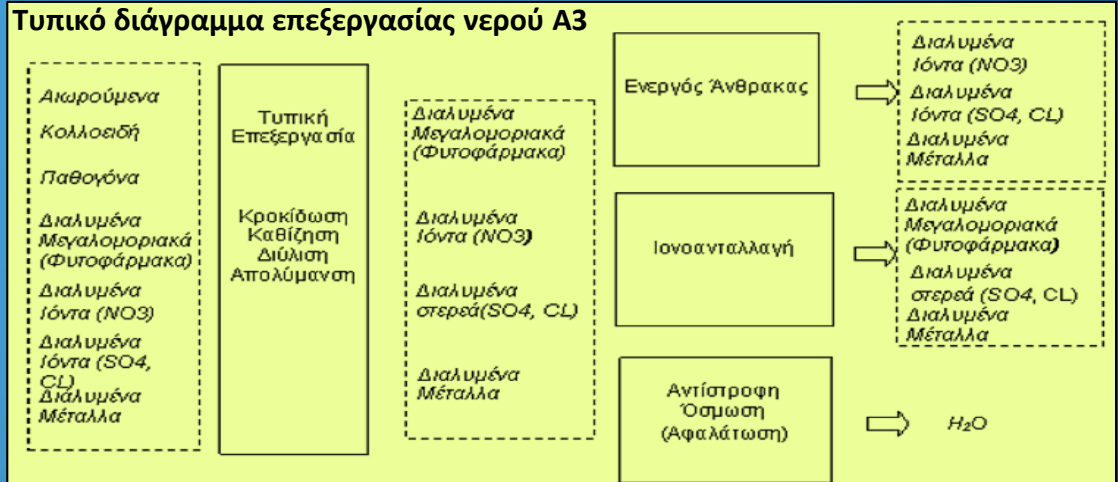 Τυπικό διάγραμμα επεξεργασίας νερού Α3
Αιωρούμενα
Κολλοειδή
Παθογόνα
Διαλυμένα
Μεγαλομοριακά
(Φυτοφάρμακα)
Διαλυμένα
Ιόντα (NO3)
Διαλυμένα
Ιόντα (SO4,
CL)
Διαλυμένα
Μέταλλα
Τυπική
Επεξεργασία
Κροκίδωση
Καθίζηση
Διύλιση
Απολύμανση
Διαλυμένα
Μεγαλομοριακά
(Φυτοφάρμακα)
Διαλυμένα
Ιόντα (NO3)
Διαλυμένα
στερεά(SO4, CL)
Διαλυμένα
Μέταλλα
Ενεργός Άνθρακας
Διαλυμένα
Ιόντα (NO3)
Διαλυμένα
Ιόντα (SO4, CL)
Διαλυμένα
Μέταλλα
Ιονοανταλλαγή
Διαλυμένα
Μεγαλομοριακά
(Φυτοφάρμακα)
Διαλυμένα
στερεά (SO4, CL)
Διαλυμένα
Μέταλλα
Αντίστροφη
Όσμωση
(Αφαλάτωση)
H₂O